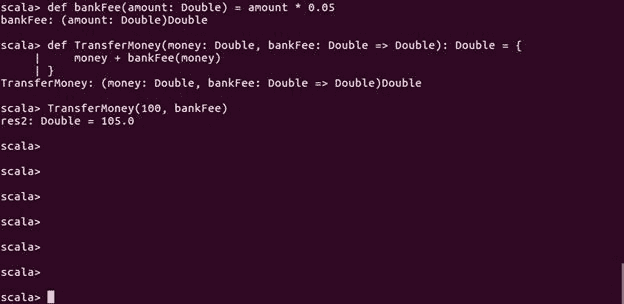 scala> def bankFee(amount: Double) = amount * 0.05
bankFee: (amount: Double)Double
scala> def TransferMoney(money: Double, bankFee: Double => Double): Double = {
     |     money + bankFee(money)
     | }
TransferMoney: (money: Double, bankFee: Double => Double)Double
scala> TransferMoney(100, bankFee)
res2: Double = 105.0
scala>
scala>
scala>
scala>
scala>
scala>
scala>